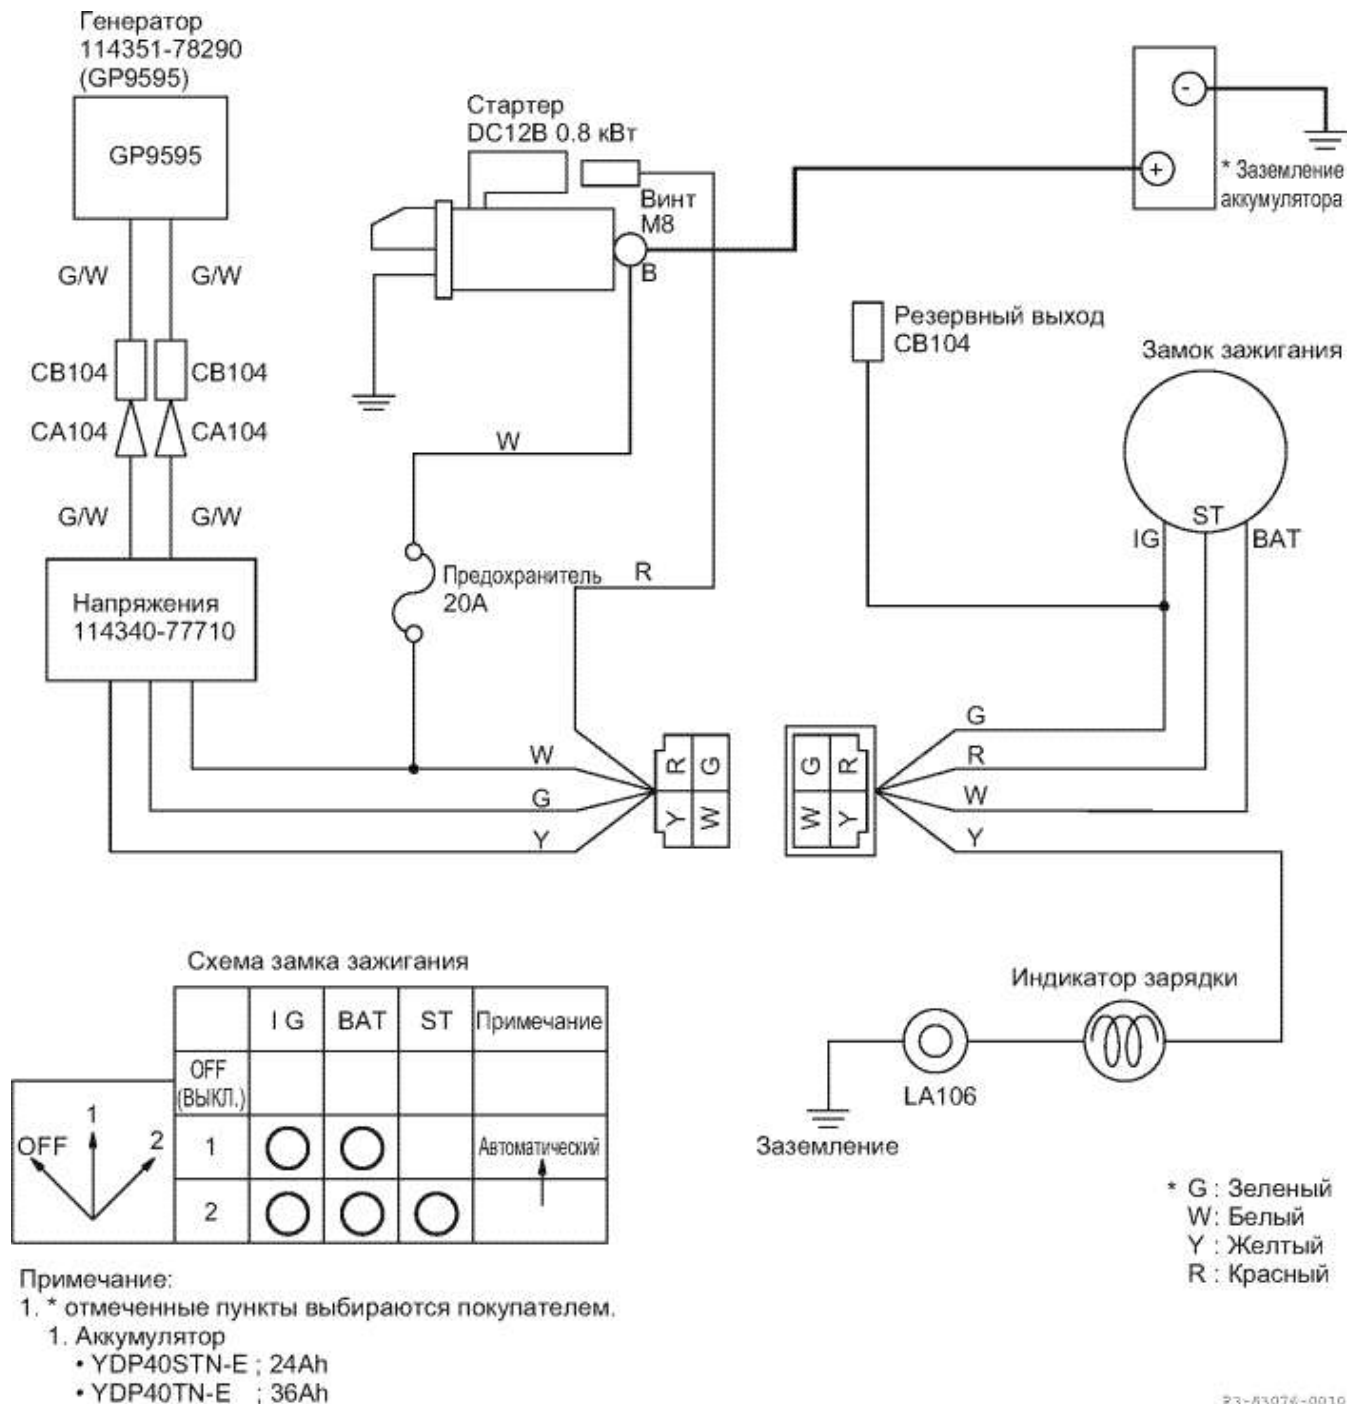 Генератор
114351-78290
(GP9595)
GP9595
G/W
G/W
CB104
CB104
CA104
CA104
G/W
G/W
Напряжения
114340-77710
Стартер
DC12В 0.8 кВт
Винт
M8
B
-
+
* Заземление
аккумулятора
Резервный выход
CB104
Замок зажигания
IG
ST
BAT
W
Предохранитель
20A
R
W
G
Y
R
G
Y
W
G
R
W
Y
G
R
W
Y
Схема замка зажигания
I G
BAT
ST
Примечание
OFF
(ВЫКЛ.)
1
Автоматический
2
OFF
1
2
Индикатор зарядки
LA106
Заземление
* G : Зеленый
W: Белый
Y : Желтый
R : Красный
Примечание:
1. * отмеченные пункты выбираются покупателем.
1. Аккумулятор
• YDP40STN-E ; 24Ah
• YDP40TN-E ; 36Ah